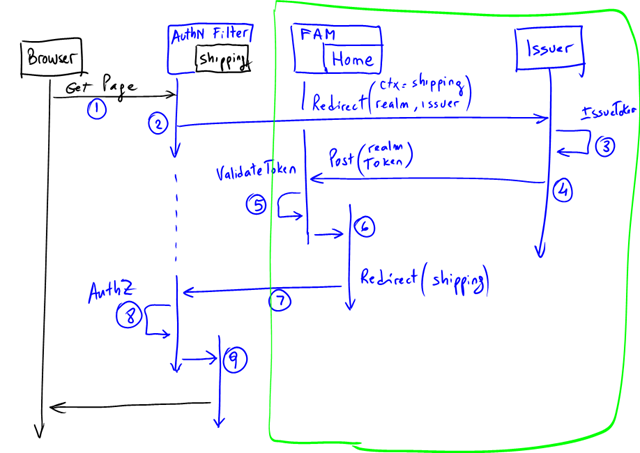 AuthN Filter
FAM
Issuer
Browser
shipping
Home
Get Page
1
Redirect (ctx=shipping
realm, issuer)
2
IssueToken
3
Post (realm
Token)
ValidateToken
4
5
6
Redirect (shipping)
7
AuthZ
8
9